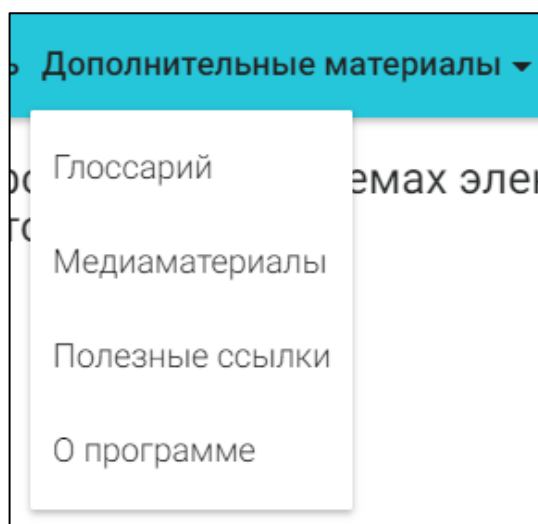 Дополнительные материалы
Глоссарий
Медиаматериалы
Полезные ссылки
О программе